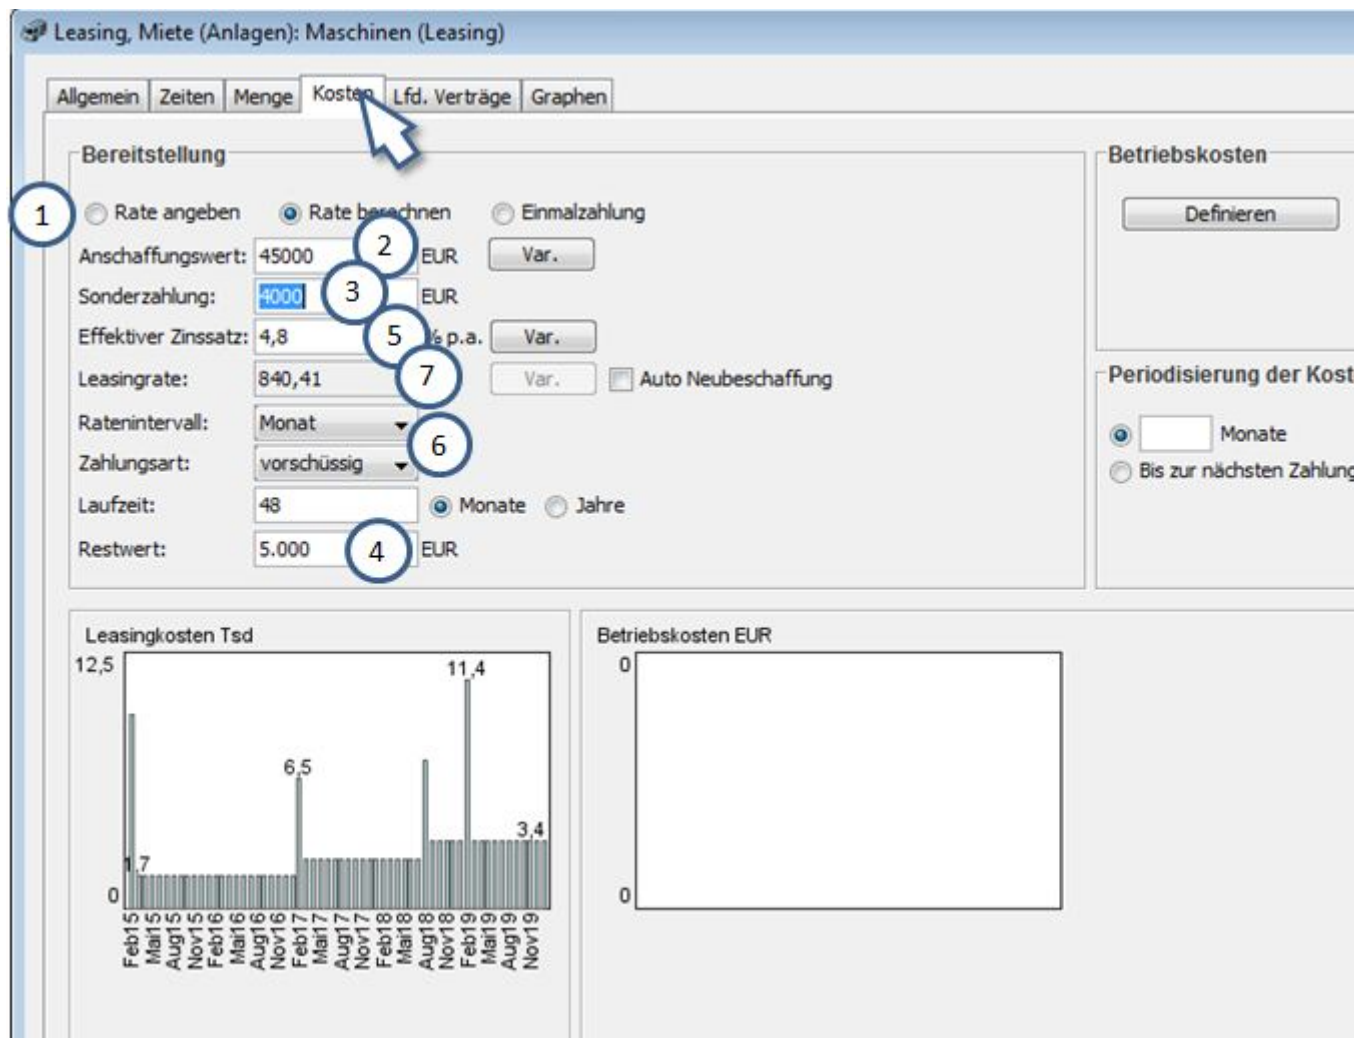 Leasing, Miete (Anlagen): Maschinen (Leasing)
Allgemein Zeiten Menge Kosten Lfd. Verträge Graphen
Bereitstellung
1 Rate angeben Rate berechnen Einmalzahlung
Anschaffungswert: 45000 2 EUR Var.
Sonderzahlung: 4000 3 EUR
Effektiver Zinssatz: 4,8 5 % p.a. Var.
Leasingrate: 840,41 7 Var. Auto Neubeschaffung
Ratenintervall: Monat
6
Zahlungsart: vorschüssig
Laufzeit: 48 Monate Jahre
Restwert: 5.000 4 EUR
Betriebskosten
Definieren
Periodisierung der Kost
Monate
Bis zur nächsten Zahlung
Leasingkosten Tsd
12,5
11,4
6,5
3,4
1,7
0
Feb15 Mai15 Aug15 Nov15 Feb16 Mai16 Aug16 Nov16 Feb17 Mai17 Aug17 Nov17 Feb18 Mai18 Aug18 Nov18 Feb19 Mai19 Aug19 Nov19
Betriebskosten EUR
0
0